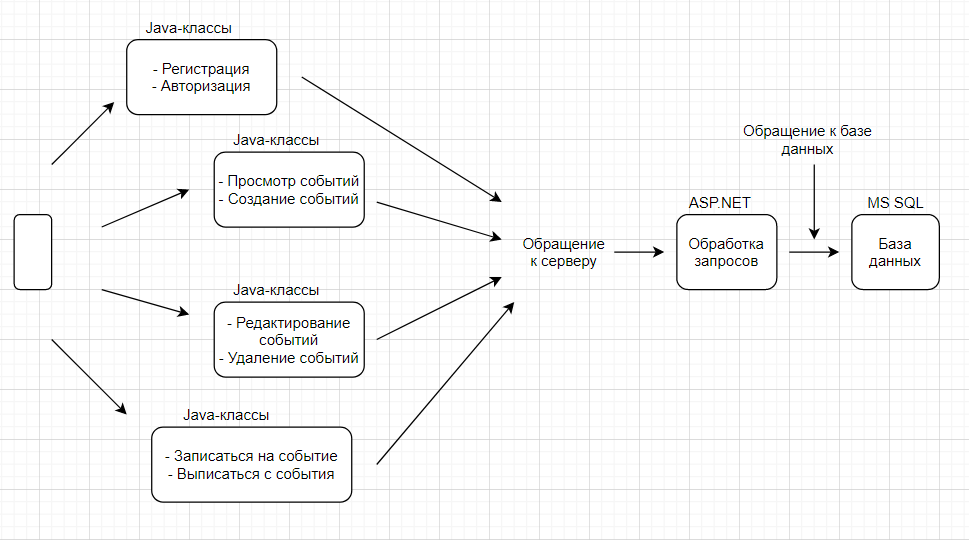 Java-классы
- Регистрация
- Авторизация
Java-классы
- Просмотр событий
- Создание событий
Java-классы
- Редактирование
событий
- Удаление событий
Java-классы
- Записаться на событие
- Выписаться с события
Обращение
к серверу
ASP.NET
Обработка
запросов
Обращение к базе
данных
MS SQL
База
данных